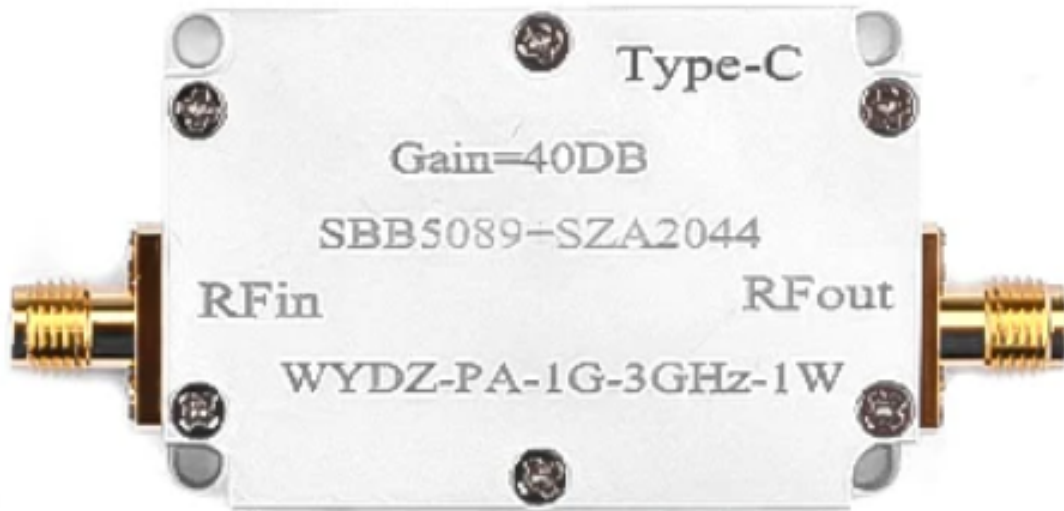 Type-C
Gain=40DB
SBB5089+SZA2044
RFin
RFout
WYDZ-PA-1G-3GHz-1W